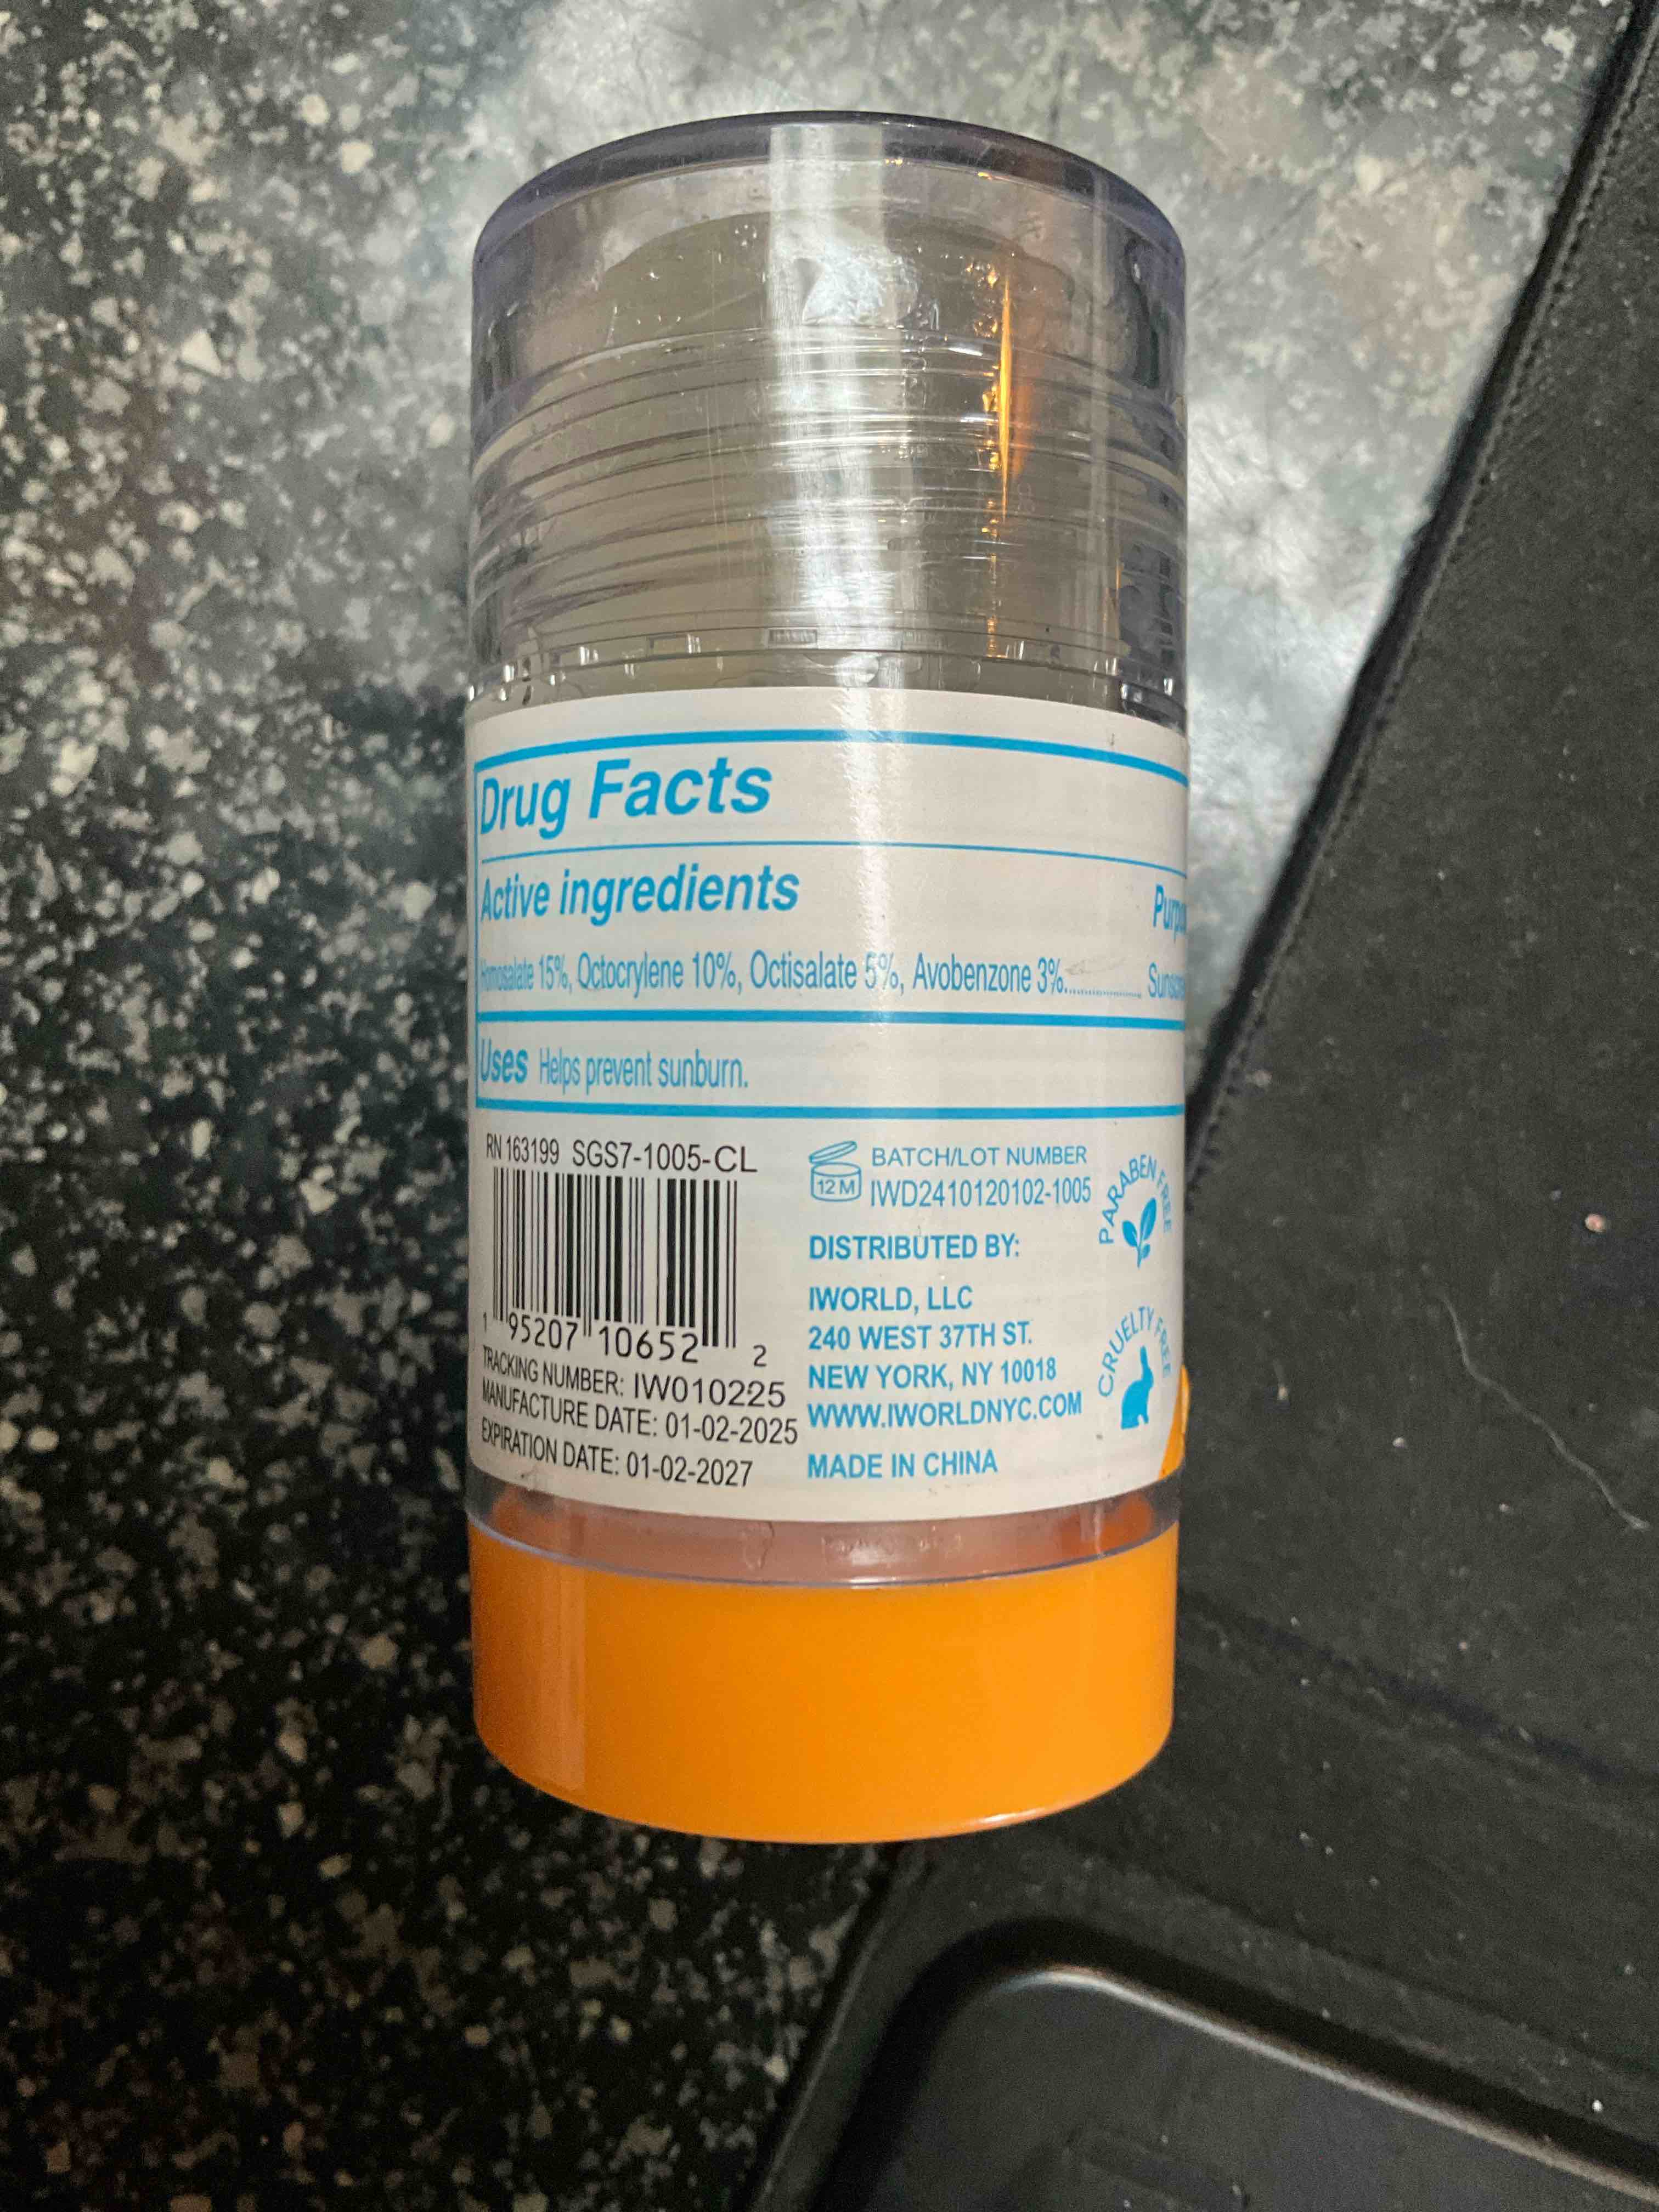 Drug Facts
Active ingredients
Homosalate 15%, Octocrylene 10%, Octisalate 5%, Avobenzone 3%....................
Uses Helps prevent sunburn.
RN 163199 SGS7-1005-CL
1 95207 10652 2
TRACKING NUMBER: IW010225
MANUFACTURE DATE: 01-02-2025
EXPIRATION DATE: 01-02-2027
12 M
BATCH/LOT NUMBER
IWD2410120102-1005
DISTRIBUTED BY:
IWORLD, LLC
240 WEST 37TH ST.
NEW YORK, NY 10018
WWW.IWORLDNYC.COM
MADE IN CHINA
PARABEN FREE
CRUELTY FREE